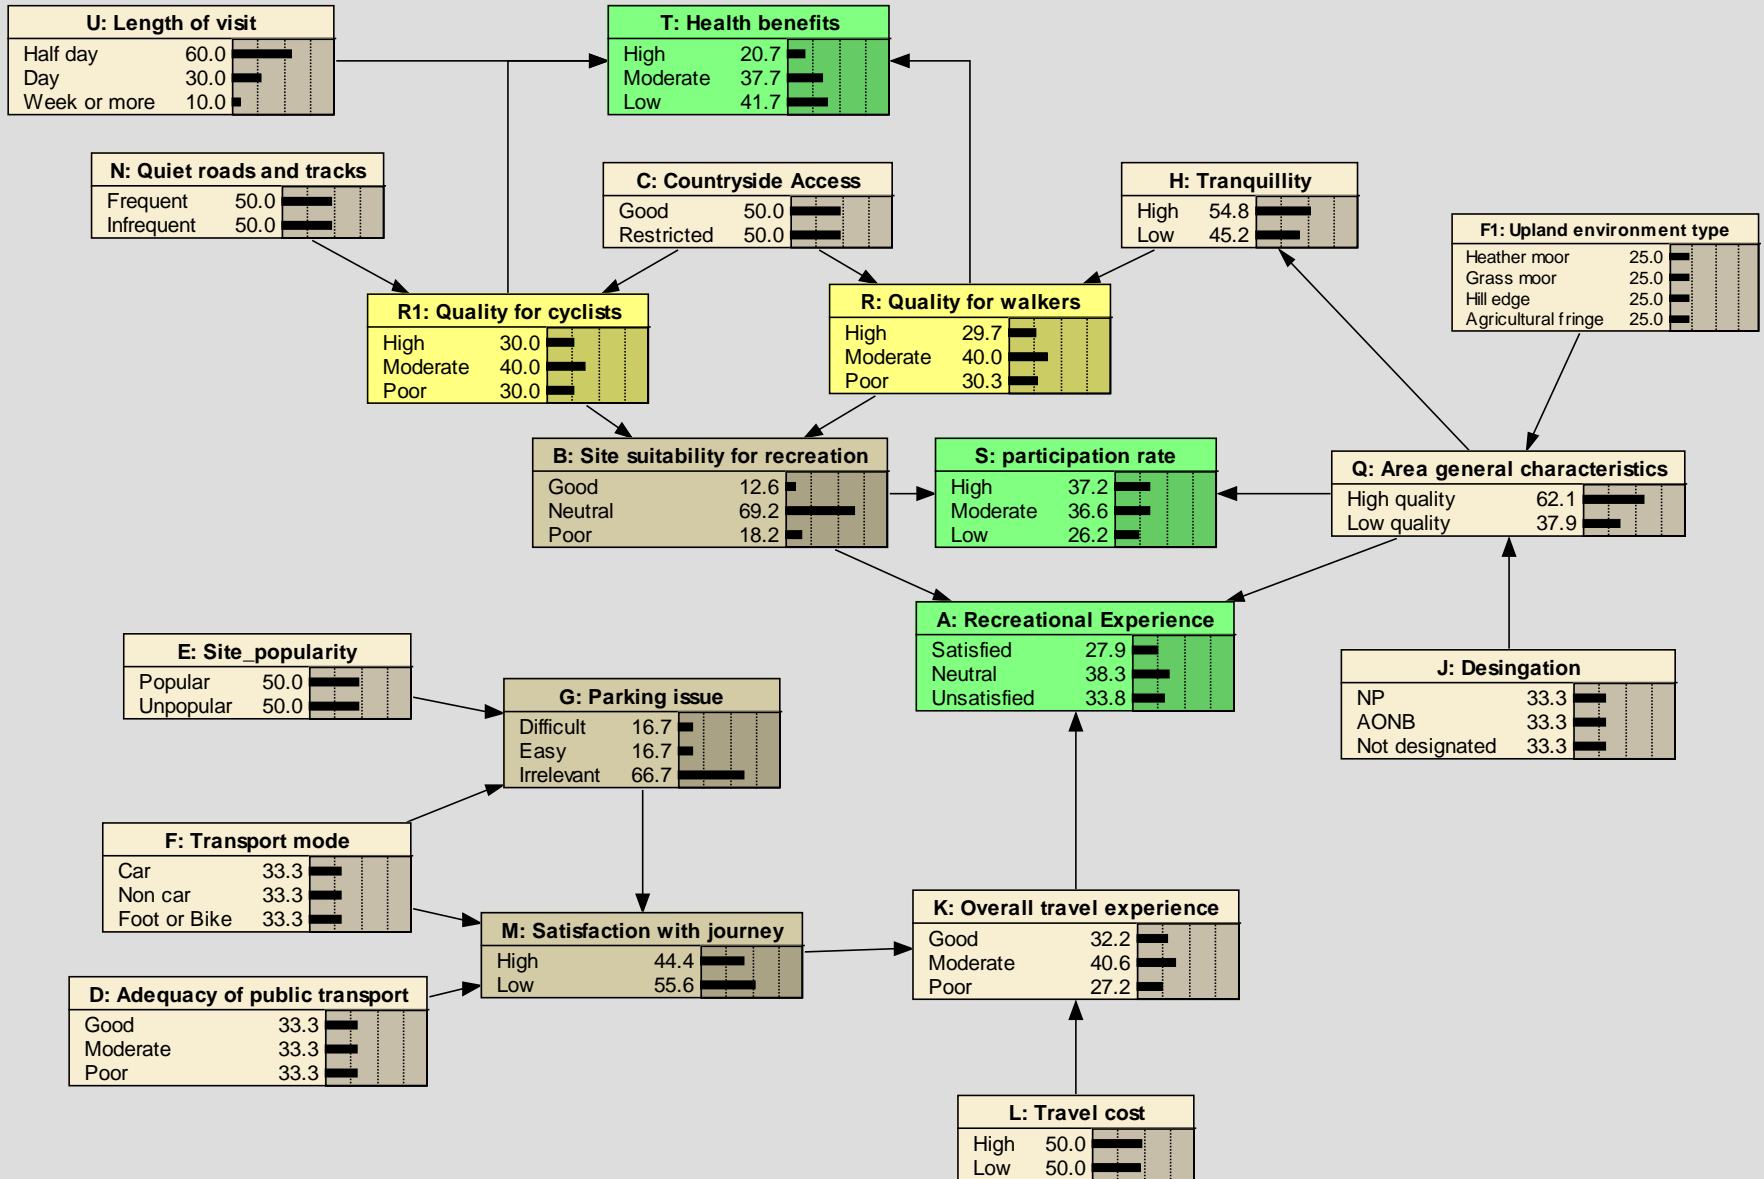 U: Length of visit
Half day 60.0
Day 30.0
Week or more 10.0
T: Health benefits
High 20.7
Moderate 37.7
Low 41.7
N: Quiet roads and tracks
Frequent 50.0
Infrequent 50.0
C: Countryside Access
Good 50.0
Restricted 50.0
H: Tranquillity
High 54.8
Low 45.2
F1: Upland environment type
Heather moor 25.0
Grass moor 25.0
Hill edge 25.0
Agricultural fringe 25.0
R1: Quality for cyclists
High 30.0
Moderate 40.0
Poor 30.0
R: Quality for walkers
High 29.7
Moderate 40.0
Poor 30.3
B: Site suitability for recreation
Good 12.6
Neutral 69.2
Poor 18.2
S: participation rate
High 37.2
Moderate 36.6
Low 26.2
Q: Area general characteristics
High quality 62.1
Low quality 37.9
A: Recreational Experience
Satisfied 27.9
Neutral 38.3
Unsatisfied 33.8
E: Site_popularity
Popular 50.0
Unpopular 50.0
G: Parking issue
Difficult 16.7
Easy 16.7
Irrelevant 66.7
J: Desingation
NP 33.3
AONB 33.3
Not designated 33.3
F: Transport mode
Car 33.3
Non car 33.3
Foot or Bike 33.3
M: Satisfaction with journey
High 44.4
Low 55.6
K: Overall travel experience
Good 32.2
Moderate 40.6
Poor 27.2
D: Adequacy of public transport
Good 33.3
Moderate 33.3
Poor 33.3
L: Travel cost
High 50.0
Low 50.0